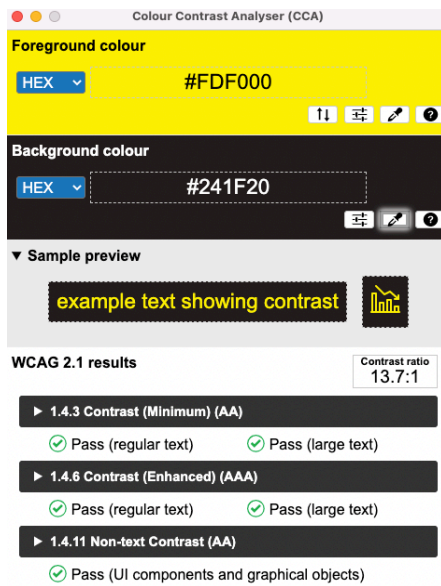 Colour Contrast Analyser (CCA)
Foreground colour
HEX #FDF000
Background colour
HEX #241F20
▼ Sample preview
example text showing contrast
WCAG 2.1 results
Contrast ratio
13.7:1
▶ 1.4.3 Contrast (Minimum) (AA)
Pass (regular text) Pass (large text)
▶ 1.4.6 Contrast (Enhanced) (AAA)
Pass (regular text) Pass (large text)
▶ 1.4.11 Non-text Contrast (AA)
Pass (UI components and graphical objects)